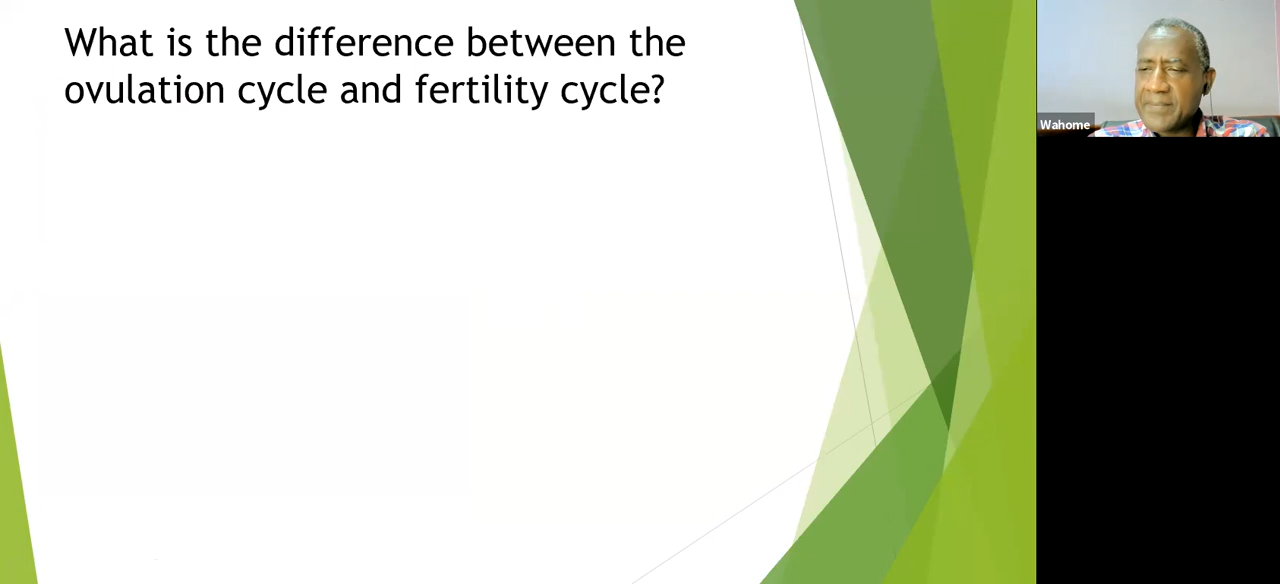 What is the difference between the
ovulation cycle and fertility cycle?
Wahome